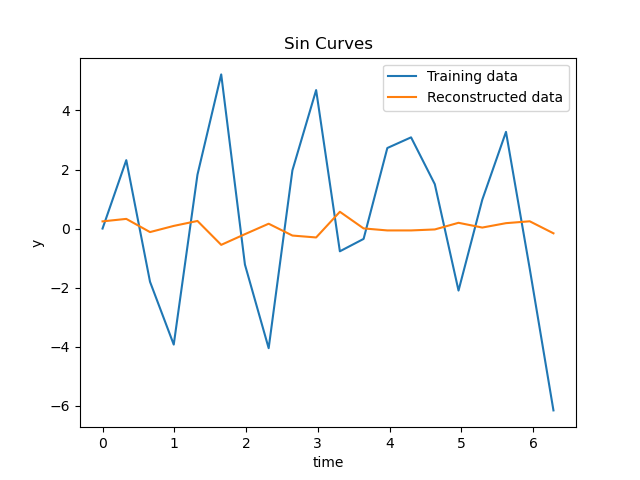 Sin Curves
Training data
Reconstructed data
4
2
0
−2
−4
−6
y
0 1 2 3 4 5 6
time